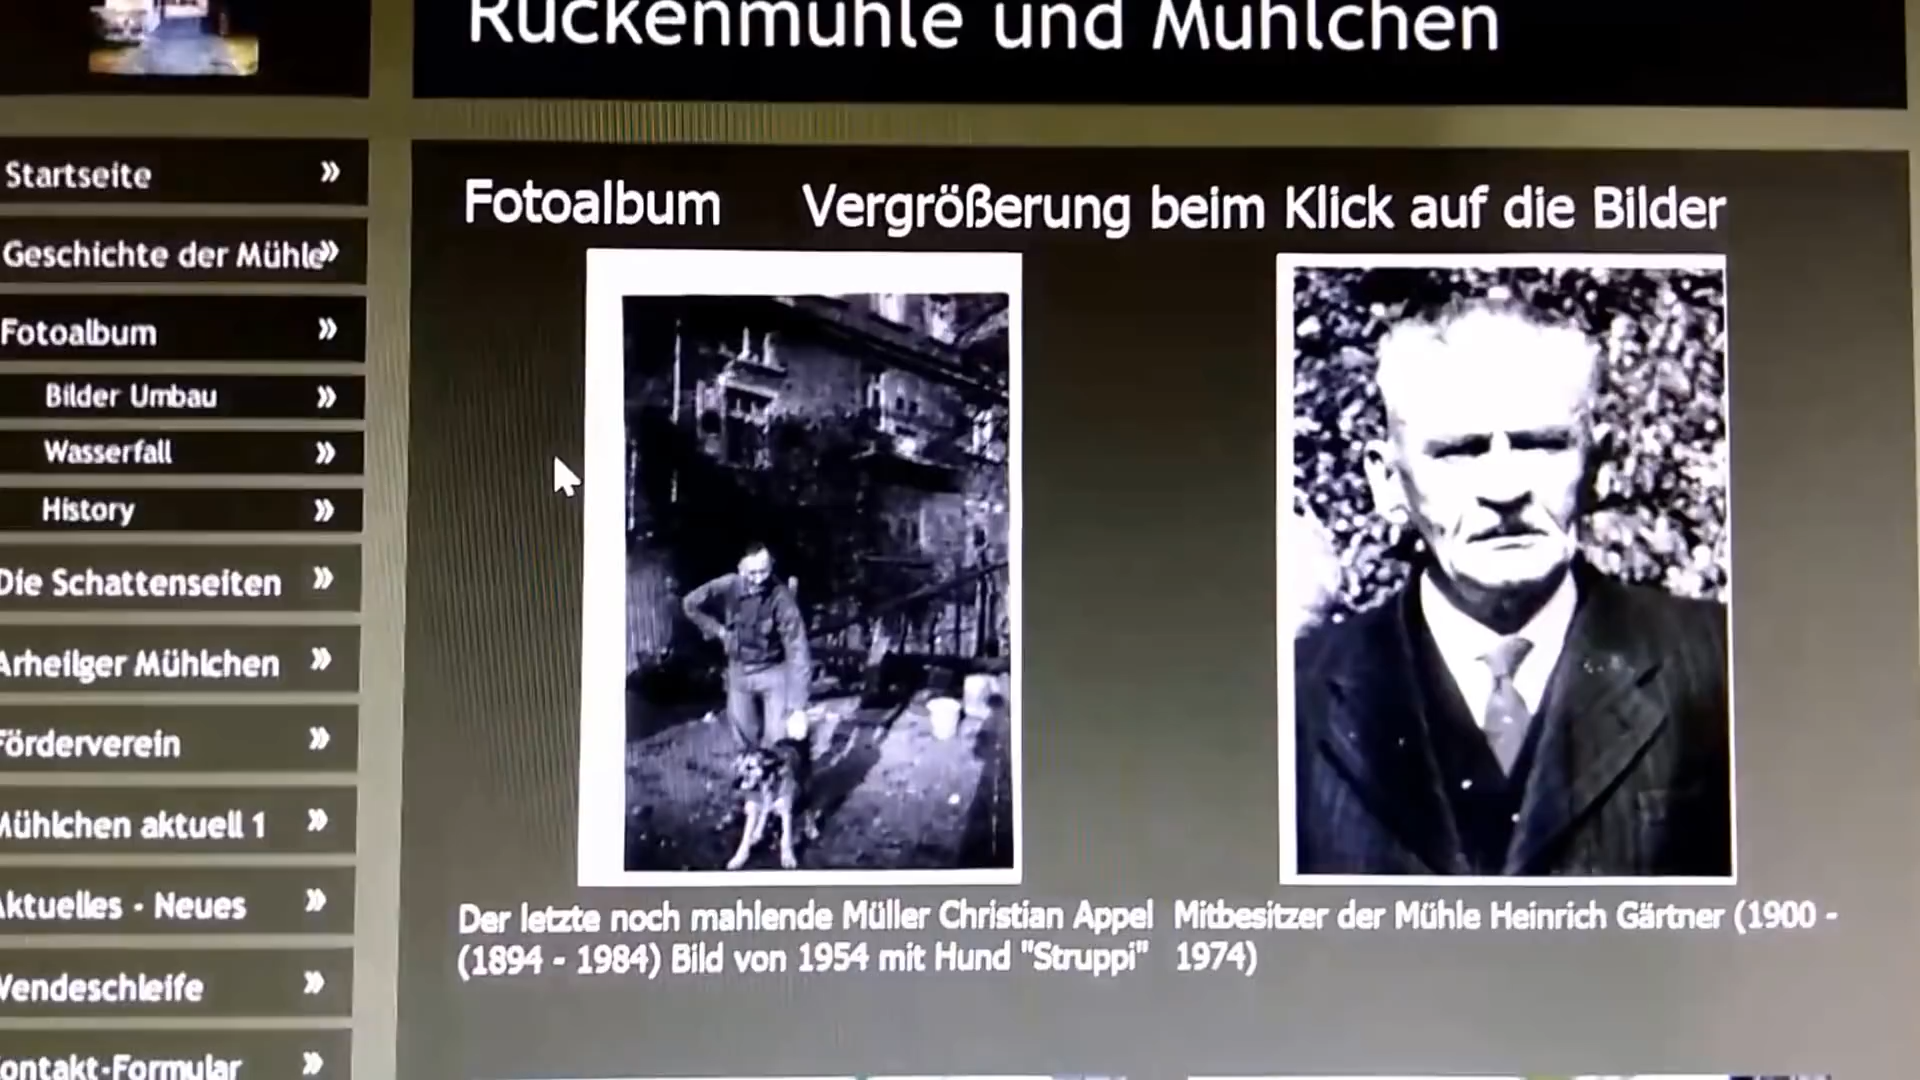 Rückenmühle und Mühlchen
Startseite »
Geschichte der Mühle »
Fotoalbum »
Bilder Umbau »
Wasserfall »
History »
Die Schattenseiten »
Arheilger Mühlchen »
Förderverein »
Mühlchen aktuell 1 »
Aktuelles - Neues »
Wendeschleife »
Kontakt-Formular »
Fotoalbum Vergrößerung beim Klick auf die Bilder
Der letzte noch mahlende Müller Christian Appel
(1894 - 1984) Bild von 1954 mit Hund "Struppi"
Mitbesitzer der Mühle Heinrich Gärtner (1900 -
1974)